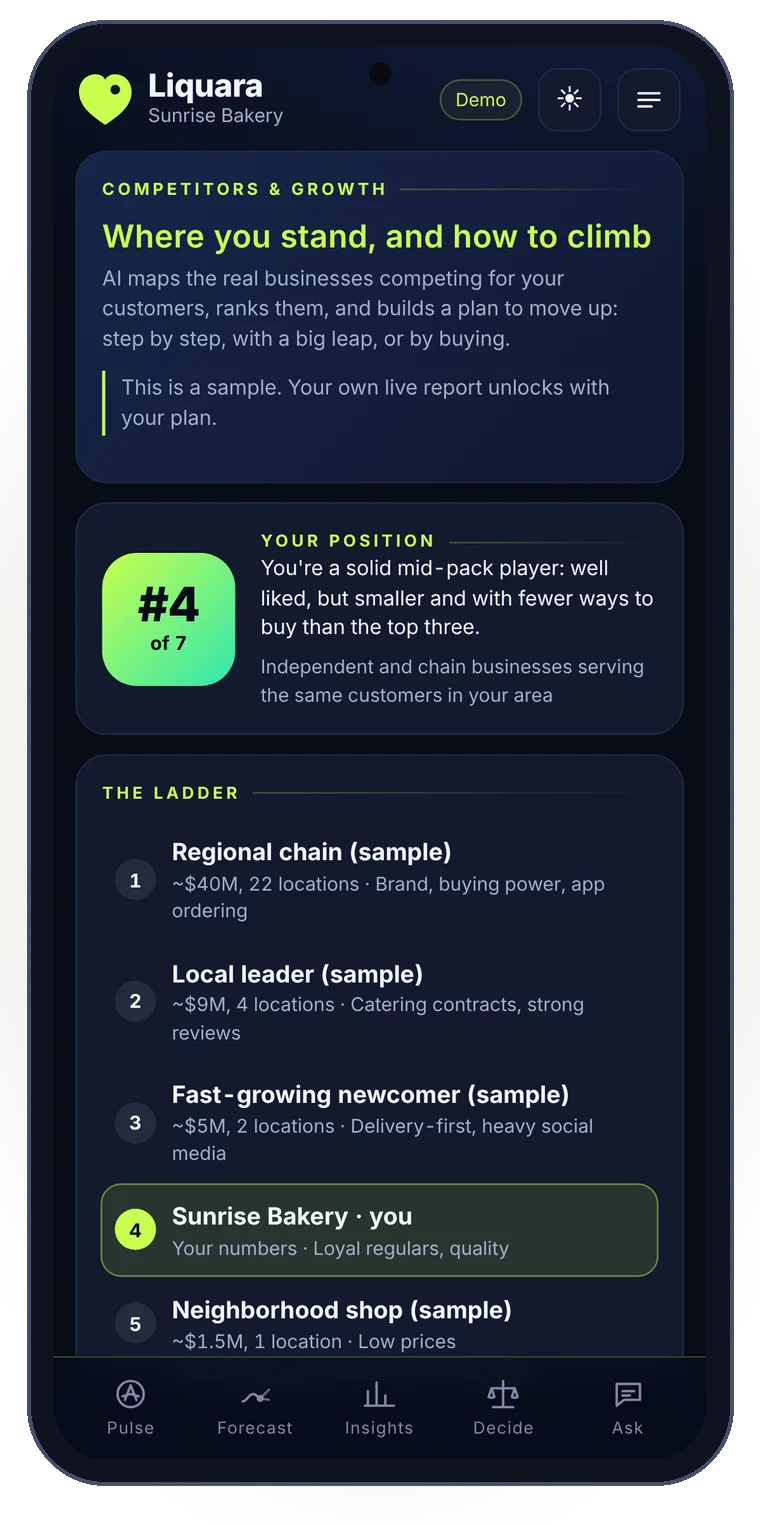 Liquara
Sunrise Bakery
Demo
COMPETITORS & GROWTH
Where you stand, and how to climb
AI maps the real businesses competing for your
customers, ranks them, and builds a plan to move up:
step by step, with a big leap, or by buying.
This is a sample. Your own live report unlocks with
your plan.
#4
of 7
YOUR POSITION
You're a solid mid-pack player: well
liked, but smaller and with fewer ways to
buy than the top three.
Independent and chain businesses serving
the same customers in your area
THE LADDER
1
Regional chain (sample)
~$40M, 22 locations · Brand, buying power, app
ordering
2
Local leader (sample)
~$9M, 4 locations · Catering contracts, strong
reviews
3
Fast-growing newcomer (sample)
~$5M, 2 locations · Delivery-first, heavy social
media
4
Sunrise Bakery · you
Your numbers · Loyal regulars, quality
5
Neighborhood shop (sample)
~$1.5M, 1 location · Low prices
Pulse
Forecast
Insights
Decide
Ask